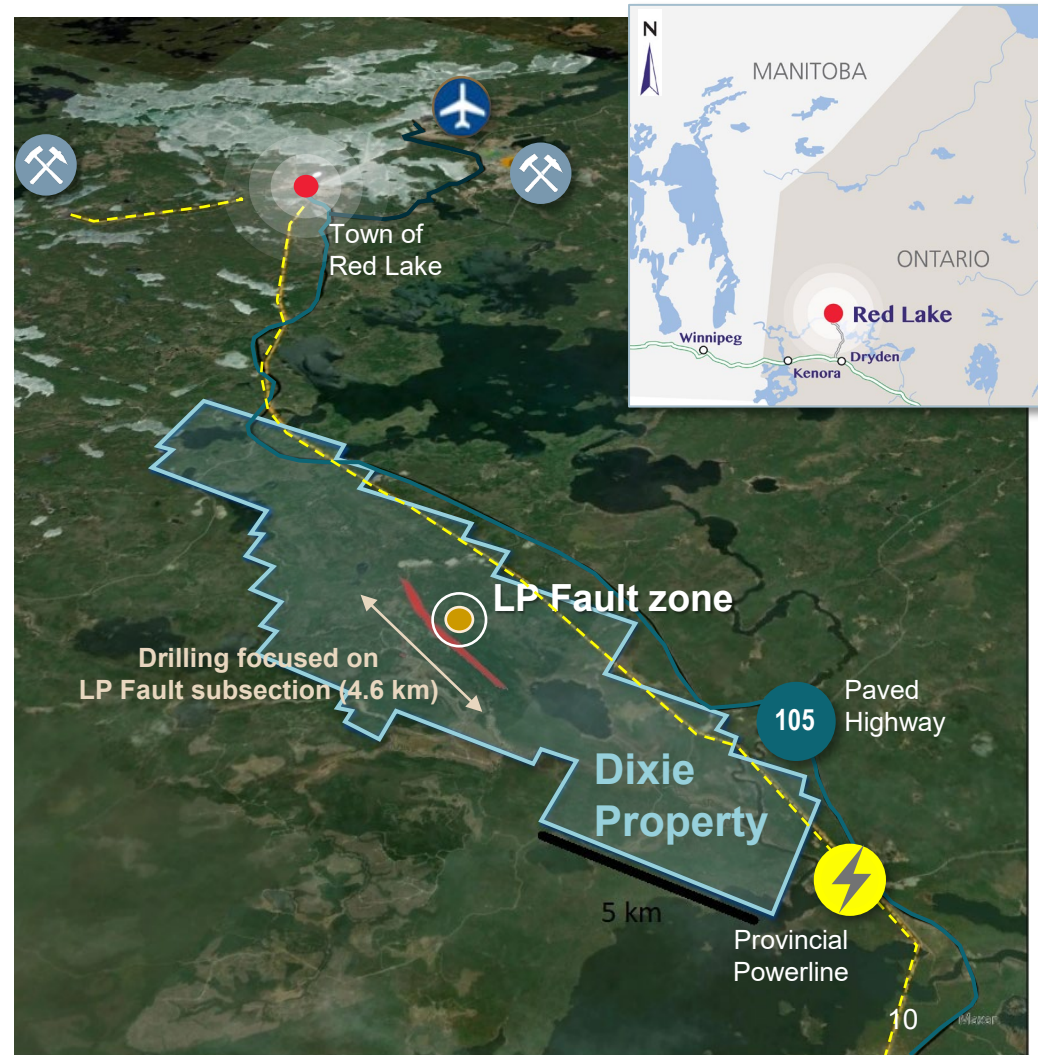 N
MANITOBA
ONTARIO
Red Lake
Winnipeg
Kenora
Dryden
Town of
Red Lake
LP Fault zone
Drilling focused on
LP Fault subsection (4.6 km)
105
Paved
Highway
Dixie
Property
5 km
Provincial
Powerline
10
Maxar